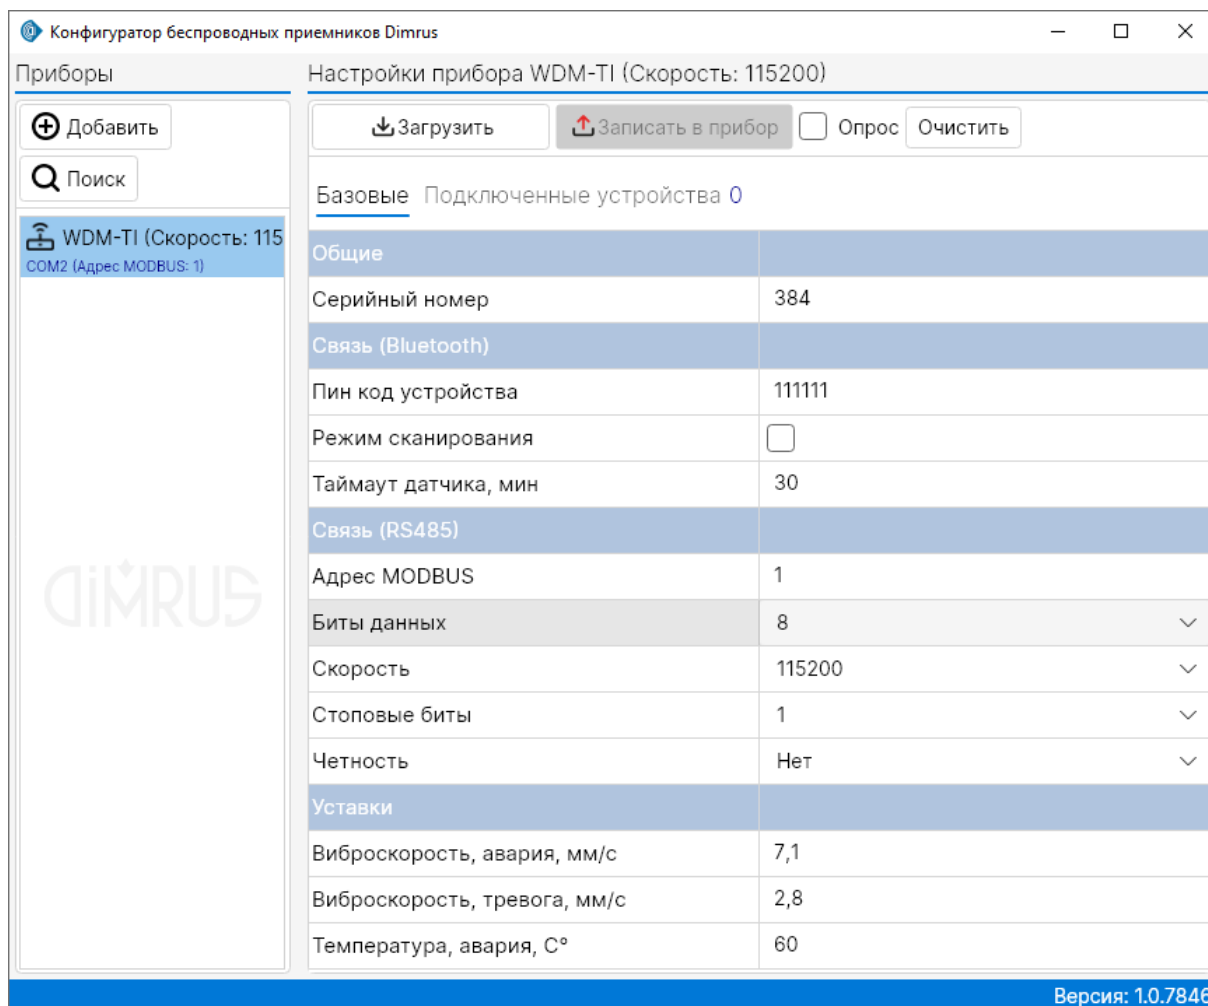 Конфигуратор беспроводных приемников Dimrus
Приборы
Настройки прибора WDM-TI (Скорость: 115200)
Добавить
Загрузить
Записать в прибор
Опрос
Очистить
Поиск
Базовые
Подключенные устройства 0
WDM-TI (Скорость: 115
COM2 (Адрес MODBUS: 1)
Общие
Серийный номер 384
Связь (Bluetooth)
Пин код устройства 111111
Режим сканирования
Таймаут датчика, мин 30
Связь (RS485)
Адрес MODBUS 1
Биты данных 8
Скорость 115200
Стоповые биты 1
Четность Нет
Уставки
Виброскорость, авария, мм/с 7,1
Виброскорость, тревога, мм/с 2,8
Температура, авария, C° 60
DiMRUS
Версия: 1.0.7846